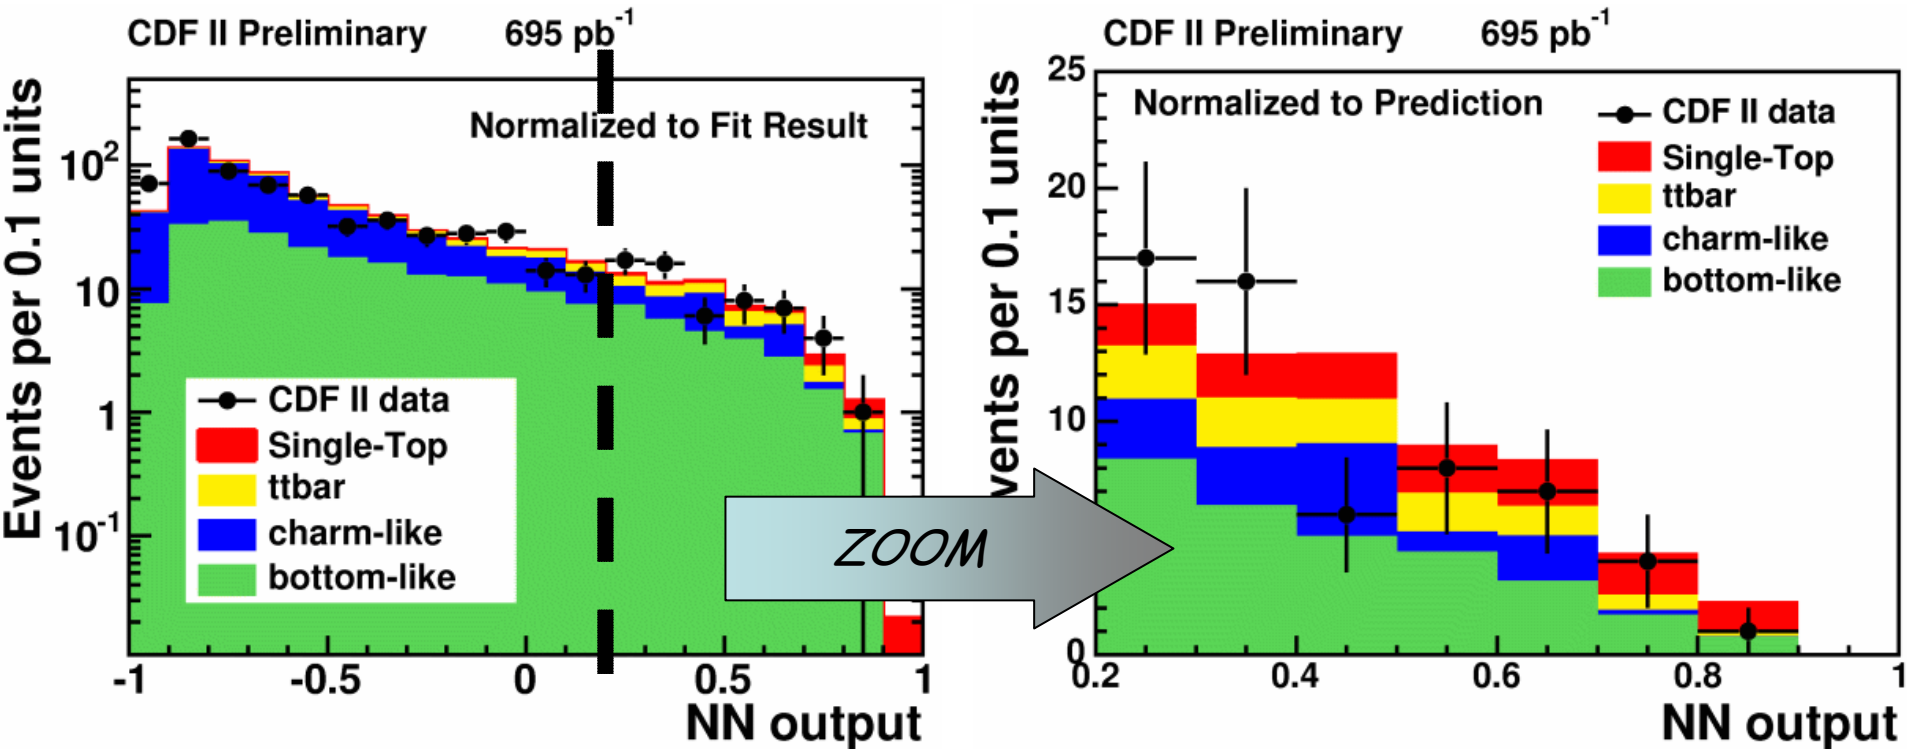 CDF II Preliminary 695 pb⁻¹
Events per 0.1 units
Normalized to Fit Result
10²
10
1
10⁻¹
CDF II data
Single-Top
ttbar
charm-like
bottom-like
-1 -0.5 0 0.5 1
NN output
ZOOM
CDF II Preliminary 695 pb⁻¹
vents per 0.1 units
Normalized to Prediction
25
20
15
10
0
CDF II data
Single-Top
ttbar
charm-like
bottom-like
0.2 0.4 0.6 0.8 1
NN output